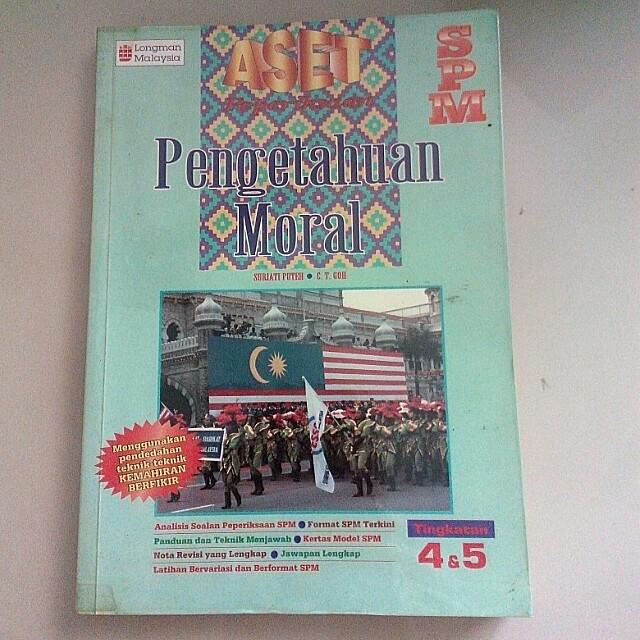 Longman
Malaysia
ASET
Peperiksaan
SPM
Pengetahuan
Moral
SURIATI PUTEH ● C. T. GOH
Menggunakan
pendedahan
teknik-teknik
KEMAHIRAN
BERFIKIR
Analisis Soalan Peperiksaan SPM ● Format SPM Terkini
Panduan dan Teknik Menjawab ● Kertas Model SPM
Nota Revisi yang Lengkap ● Jawapan Lengkap
Latihan Bervariasi dan Berformat SPM
Tingkatan
4 & 5